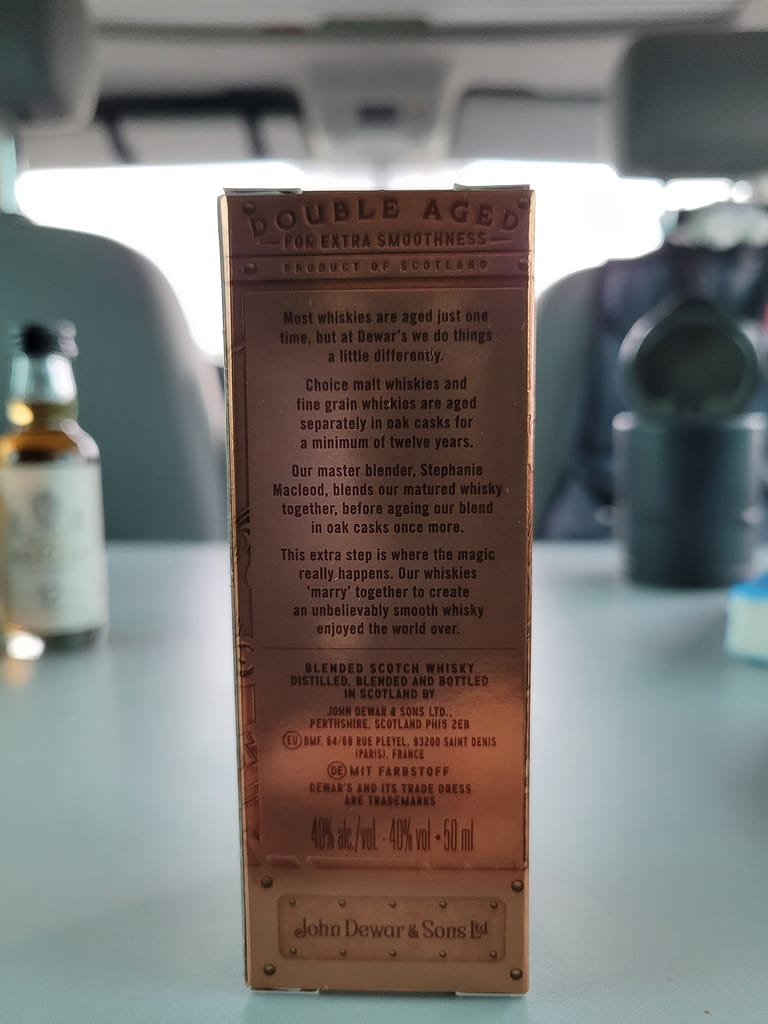 DOUBLE AGED
FOR EXTRA SMOOTHNESS
PRODUCT OF SCOTLAND
Most whiskies are aged just one
time, but at Dewar's we do things
a little differently.
Choice malt whiskies and
fine grain whiskies are aged
separately in oak casks for
a minimum of twelve years.
Our master blender, Stephanie
Macleod, blends our matured whisky
together, before ageing our blend
in oak casks once more.
This extra step is where the magic
really happens. Our whiskies
'marry' together to create
an unbelievably smooth whisky
enjoyed the world over.
BLENDED SCOTCH WHISKY
DISTILLED, BLENDED AND BOTTLED
IN SCOTLAND BY
JOHN DEWAR & SONS LTD.,
PERTHSHIRE, SCOTLAND PH15 2EB
EU BMF, 64/68 RUE PLEYEL, 93200 SAINT DENIS
(PARIS), FRANCE
DE MIT FARBSTOFF
DEWAR'S AND ITS TRADE DRESS
ARE TRADEMARKS
40% alc./vol. - 40% vol • 50 ml
John Dewar & Sons Ltd